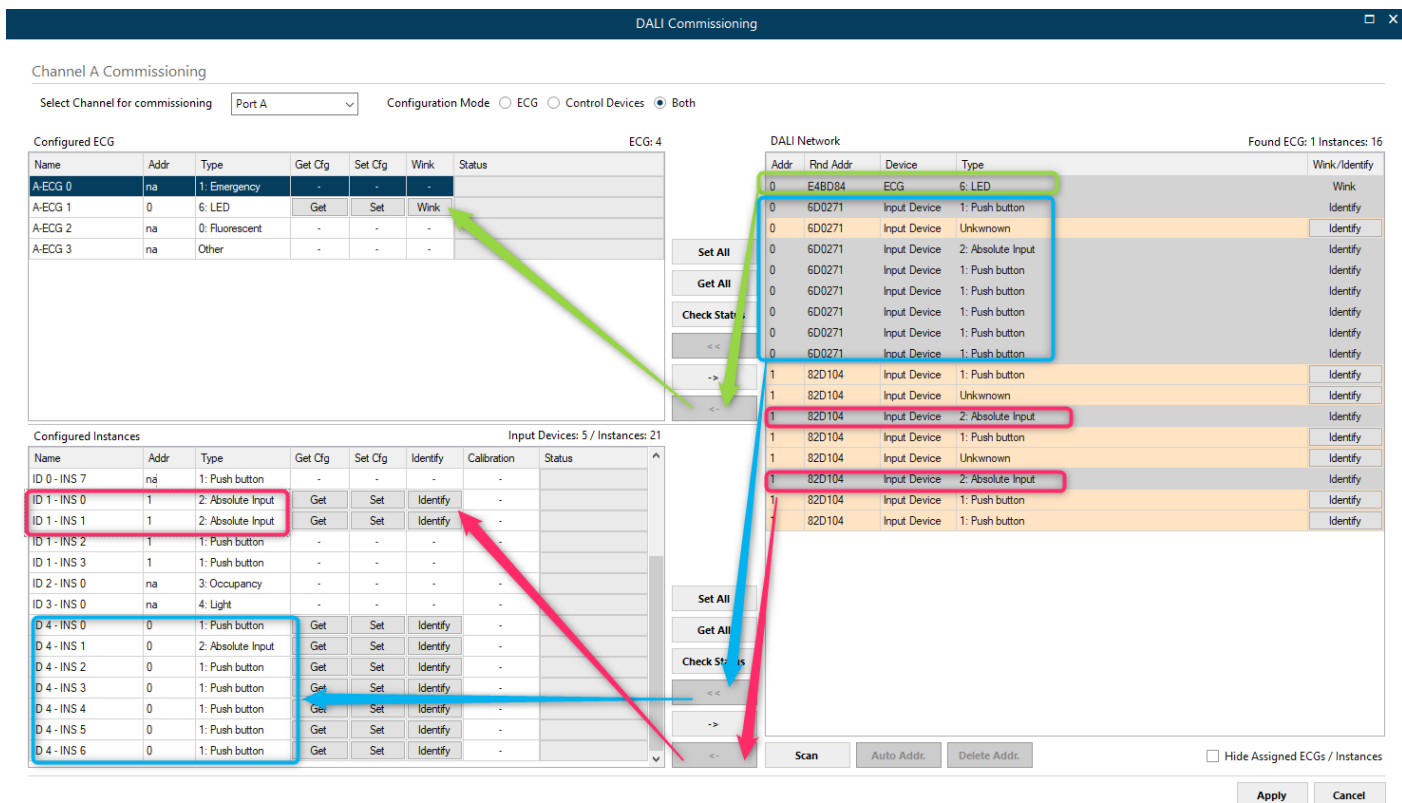 DALI Commissioning
Channel A Commissioning
Select Channel for commissioning Port A Configuration Mode ECG Control Devices Both
Configured ECG ECG: 4
Name Addr Type Get Cfg Set Cfg Wink Status
A-ECG 0 na 1: Emergency - - -
A-ECG 1 0 6: LED Get Set Wink
A-ECG 2 na 0: Fluorescent - - -
A-ECG 3 na Other - - -
Set All
Get All
Check Status
<<
->
<-
Configured Instances Input Devices: 5 / Instances: 21
Name Addr Type Get Cfg Set Cfg Identify Calibration Status
ID 0 - INS 7 na 1: Push button - - - -
ID 1 - INS 0 1 2: Absolute Input Get Set Identify -
ID 1 - INS 1 1 2: Absolute Input Get Set Identify -
ID 1 - INS 2 1 1: Push button - - - -
ID 1 - INS 3 1 1: Push button - - - -
ID 2 - INS 0 na 3: Occupancy - - - -
ID 3 - INS 0 na 4: Light - - - -
D 4 - INS 0 0 1: Push button Get Set Identify -
D 4 - INS 1 0 2: Absolute Input Get Set Identify -
D 4 - INS 2 0 1: Push button Get Set Identify -
D 4 - INS 3 0 1: Push button Get Set Identify -
D 4 - INS 4 0 1: Push button Get Set Identify -
D 4 - INS 5 0 1: Push button Get Set Identify -
D 4 - INS 6 0 1: Push button Get Set Identify -
Set All
Get All
Check Status
<<
->
<-
DALI Network Found ECG: 1 Instances: 16
Addr Rnd Addr Device Type Wink/Identify
0 E4BD84 ECG 6: LED Wink
0 6D0271 Input Device 1: Push button Identify
0 6D0271 Input Device Unkwnown Identify
0 6D0271 Input Device 2: Absolute Input Identify
0 6D0271 Input Device 1: Push button Identify
0 6D0271 Input Device 1: Push button Identify
0 6D0271 Input Device 1: Push button Identify
0 6D0271 Input Device 1: Push button Identify
0 6D0271 Input Device 1: Push button Identify
1 82D104 Input Device 1: Push button Identify
1 82D104 Input Device Unkwnown Identify
1 82D104 Input Device 2: Absolute Input Identify
1 82D104 Input Device 1: Push button Identify
1 82D104 Input Device Unkwnown Identify
1 82D104 Input Device 2: Absolute Input Identify
1 82D104 Input Device 1: Push button Identify
1 82D104 Input Device 1: Push button Identify
Scan Auto Addr. Delete Addr. Hide Assigned ECGs / Instances
Apply Cancel